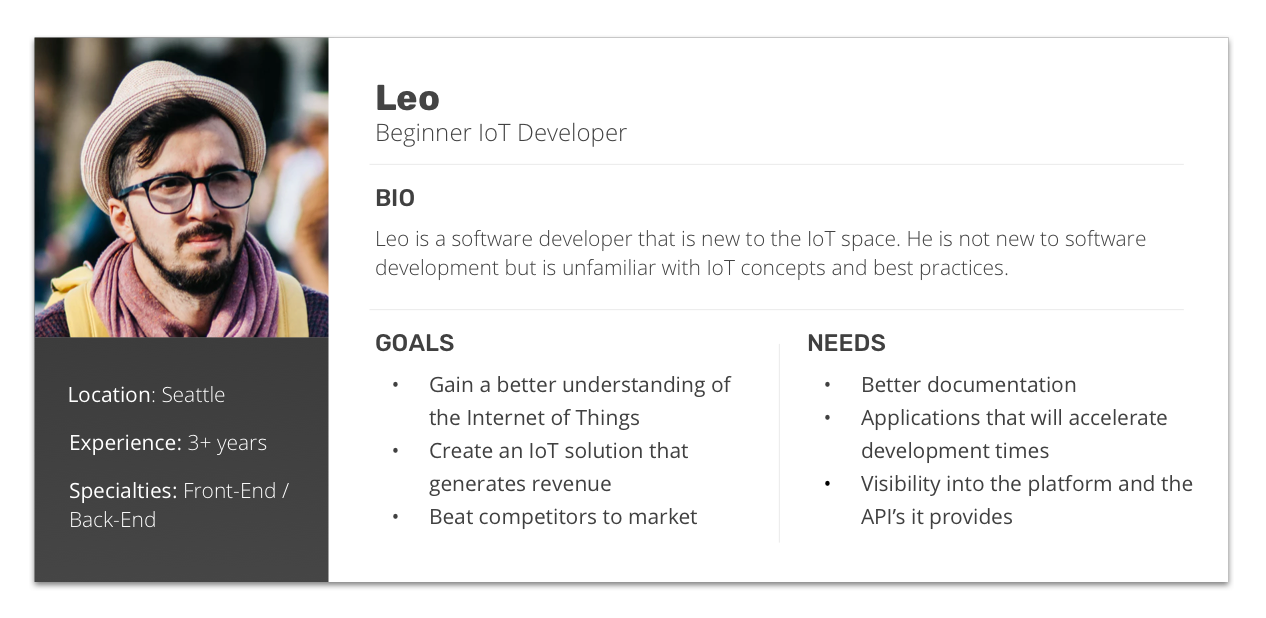 Leo
Beginner IoT Developer
BIO
Leo is a software developer that is new to the IoT space. He is not new to software
development but is unfamiliar with IoT concepts and best practices.
Location: Seattle
Experience: 3+ years
Specialties: Front-End /
Back-End
GOALS
• Gain a better understanding of
the Internet of Things
• Create an IoT solution that
generates revenue
• Beat competitors to market
NEEDS
• Better documentation
• Applications that will accelerate
development times
• Visibility into the platform and the
API’s it provides